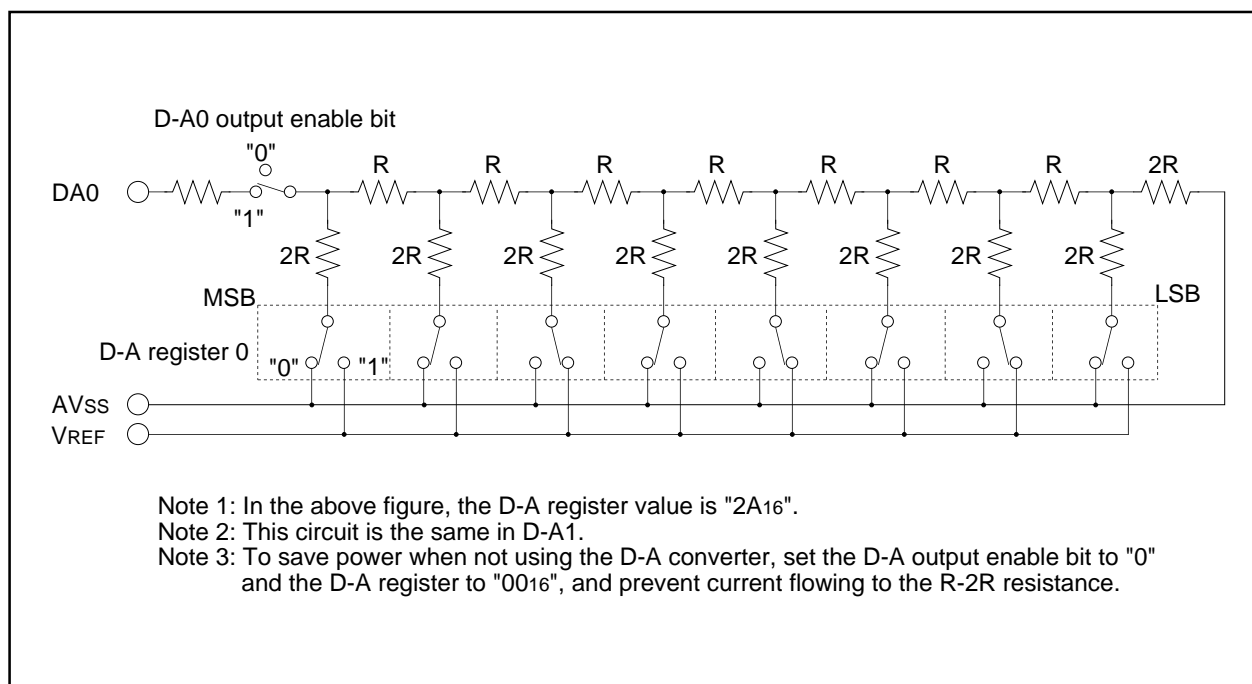 D-A0 output enable bit
"0"
R R R R R R R 2R
DA0
"1"
2R 2R 2R 2R 2R 2R 2R 2R
MSB LSB
D-A register 0
"0" "1"
AVSS
VREF
Note 1: In the above figure, the D-A register value is "2A16".
Note 2: This circuit is the same in D-A1.
Note 3: To save power when not using the D-A converter, set the D-A output enable bit to "0"
and the D-A register to "0016", and prevent current flowing to the R-2R resistance.